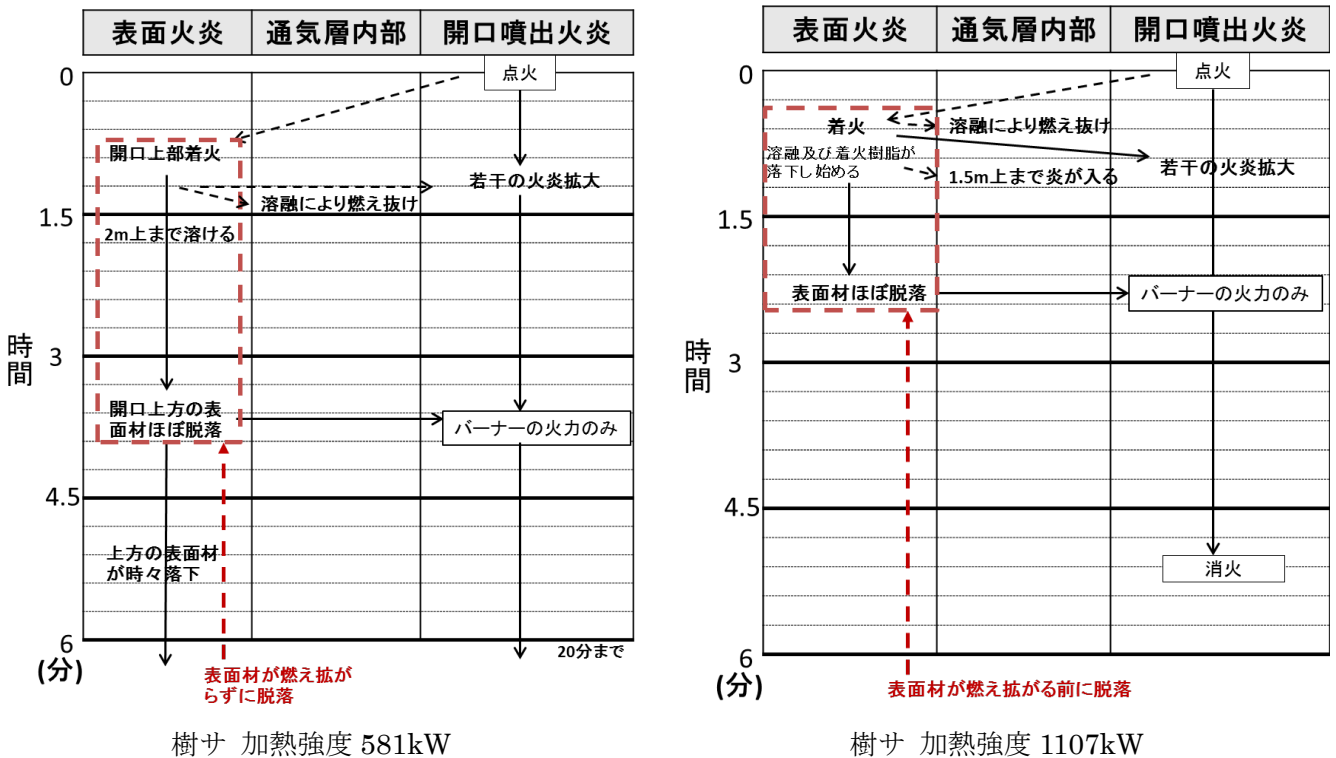 表面火炎 通気層内部 開口噴出火炎
0
点火
開口上部着火
若干の火炎拡大
溶融により燃え抜け
1.5
2m上まで溶ける
時間
3
開口上方の表
面材ほぼ脱落
バーナーの火力のみ
4.5
上方の表面材
が時々落下
6
(分)
20分まで
表面材が燃え拡が
らずに脱落
樹サ 加熱強度 581kW
表面火炎 通気層内部 開口噴出火炎
0
点火
着火
溶融により燃え抜け
溶融及び着火樹脂が
落下し始める
若干の火炎拡大
1.5m上まで炎が入る
1.5
表面材ほぼ脱落
バーナーの火力のみ
時間
3
4.5
消火
6
(分)
表面材が燃え拡がる前に脱落
樹サ 加熱強度 1107kW